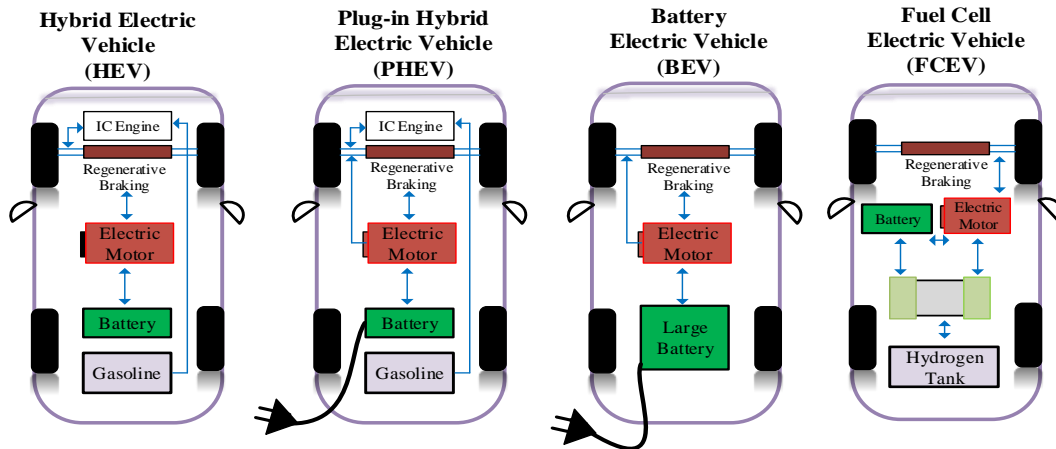 Hybrid Electric
Vehicle
(HEV)
IC Engine
Regenerative
Braking
Electric
Motor
Battery
Gasoline
Plug-in Hybrid
Electric Vehicle
(PHEV)
IC Engine
Regenerative
Braking
Electric
Motor
Battery
Gasoline
Battery
Electric Vehicle
(BEV)
Regenerative
Braking
Electric
Motor
Large
Battery
Fuel Cell
Electric Vehicle
(FCEV)
Regenerative
Braking
Battery
Electric
Motor
Hydrogen
Tank